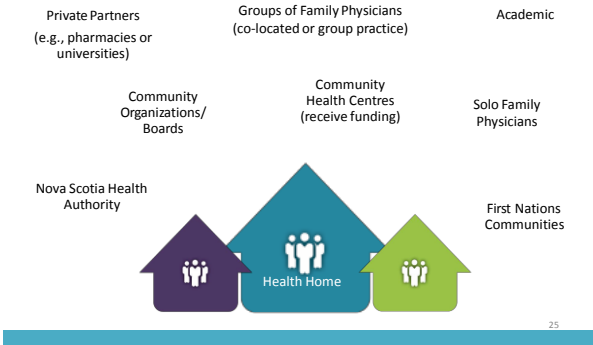 Private Partners
(e.g., pharmacies or
universities)
Groups of Family Physicians
(co-located or group practice)
Academic
Community
Organizations/
Boards
Community
Health Centres
(receive funding)
Solo Family
Physicians
Nova Scotia Health
Authority
First Nations
Communities
Health Home
25